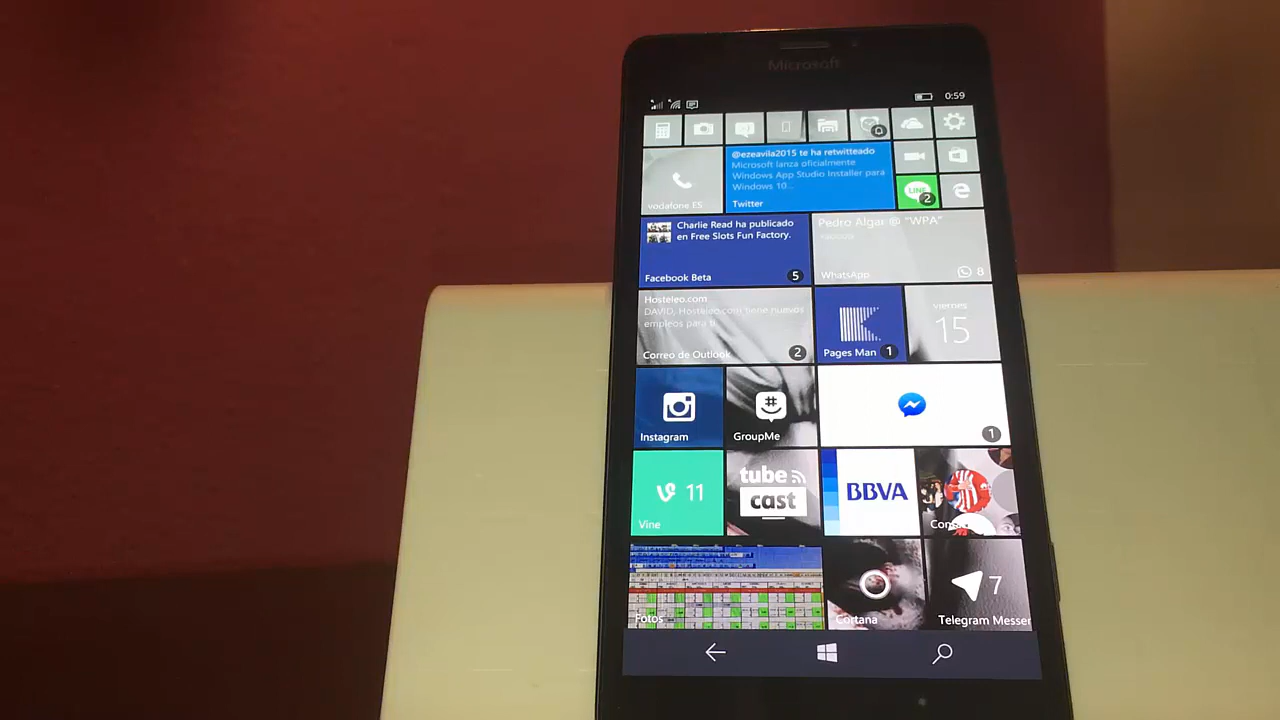 Microsoft
0:59
@ezeavila2015 te ha retwitteado
Microsoft lanza oficialmente
Windows App Studio Installer para
Windows 10...
Twitter
vodafone ES
LINE
2
Charlie Read ha publicado
en Free Slots Fun Factory.
Facebook Beta
5
Pedro Algar @ "WPA"
WhatsApp
8
Hosteleo.com
DAVID, Hosteleo.com tiene nuevos
empleos para ti.
Correo de Outlook
2
Pages Man
1
viernes
15
Instagram
GroupMe
1
11
Vine
tube
cast
BBVA
Fotos
Cortana
7
Telegram Messer